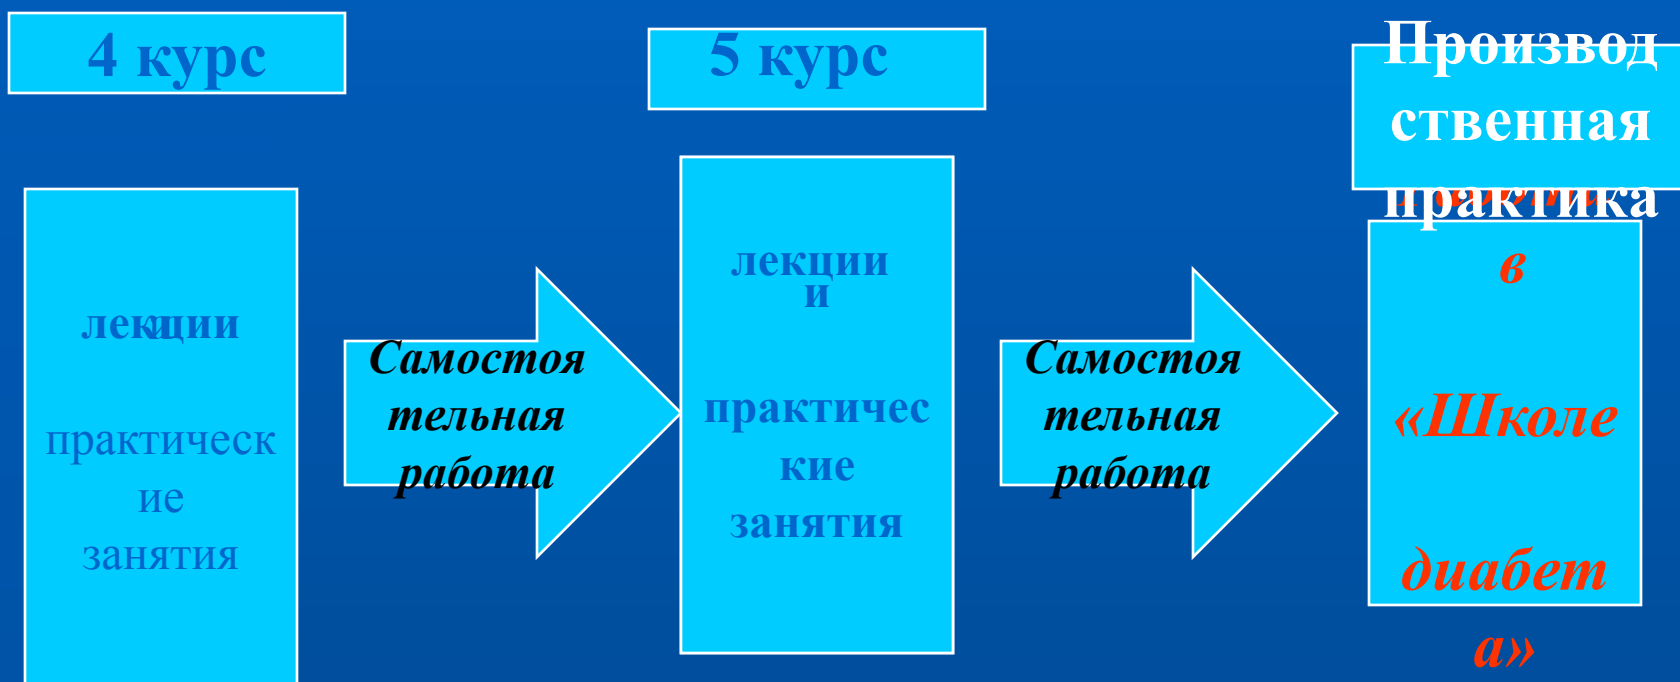 4 курс
лекции
и
практическ
ие
занятия
Самостоя
тельная
работа
5 курс
лекции
и
практичес
кие
занятия
Самостоя
тельная
работа
Производ
ственная
практика
в
«Школе
диабет
а»